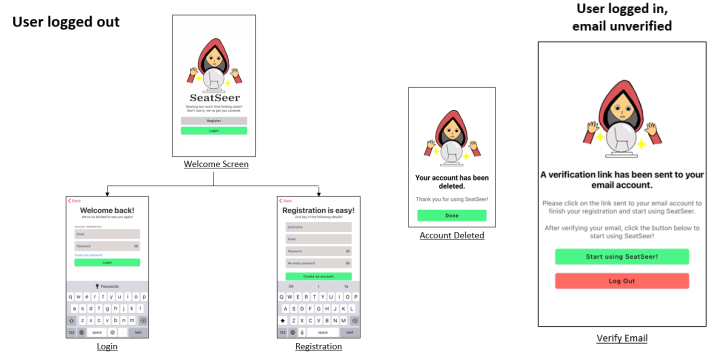 User logged out
User logged in,
email unverified
SeatSeer
Wasting too much time finding seats?
Don't worry, we've got you covered.
Register
Login
Welcome Screen
Back
Welcome back!
We're so excited to see you again!
ACCOUNT INFORMATION
Email
Password
Login
Passwords
q w e r t y u i o p
a s d f g h j k l
z x c v b n m
123 space @ . next
Login
Back
Registration is easy!
Just key in the following details!
Username
Email
Password
Re-enter password
Create an account
Oh I Ya
Q W E R T Y U I O P
A S D F G H J K L
Z X C V B N M
123 space next
Registration
Your account has been
deleted.
Thank you for using SeatSeer!
Done
Account Deleted
A verification link has been sent to your
email account.
Please click on the link sent to your email account to
finish your registration and start using SeatSeer.
After verifying your email, click the button below to
start using SeatSeer!
Start using SeatSeer!
Log Out
Verify Email